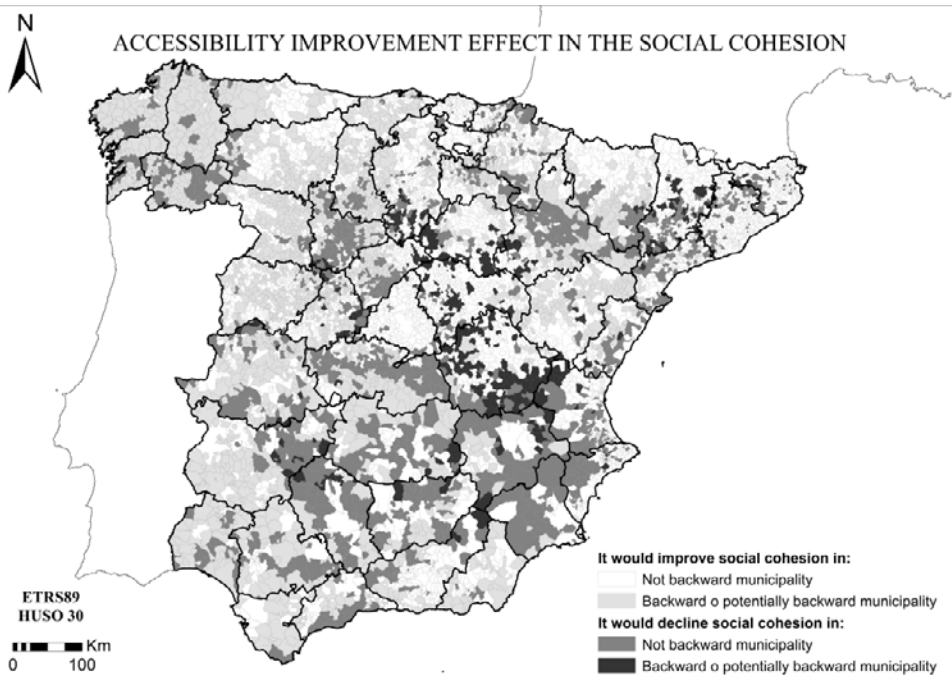 N
ACCESSIBILITY IMPROVEMENT EFFECT IN THE SOCIAL COHESION
It would improve social cohesion in:
Not backward municipality
Backward o potentially backward municipality
It would decline social cohesion in:
Not backward municipality
Backward o potentially backward municipality
ETRS89
HUSO 30
Km
0 100